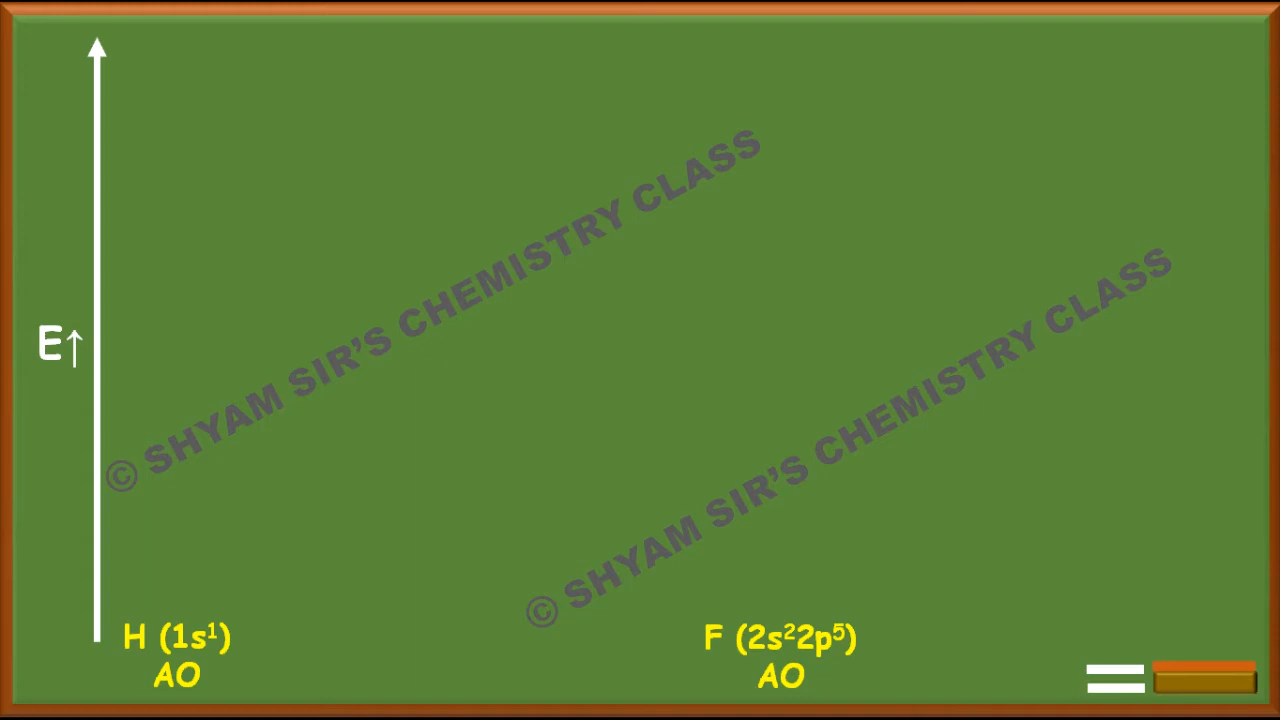 © SHYAM SIR'S CHEMISTRY CLASS
© SHYAM SIR'S CHEMISTRY CLASS
E↑
H (1s¹) F (2s²2p⁵)
AO AO